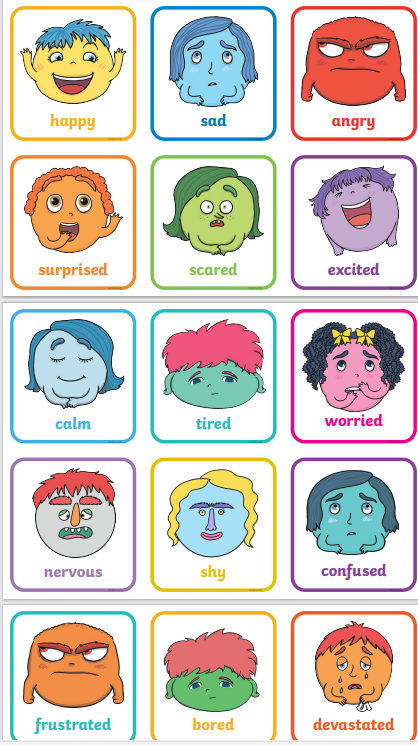 happy
sad
angry
surprised
scared
excited
calm
tired
worried
nervous
shy
confused
frustrated
bored
devastated